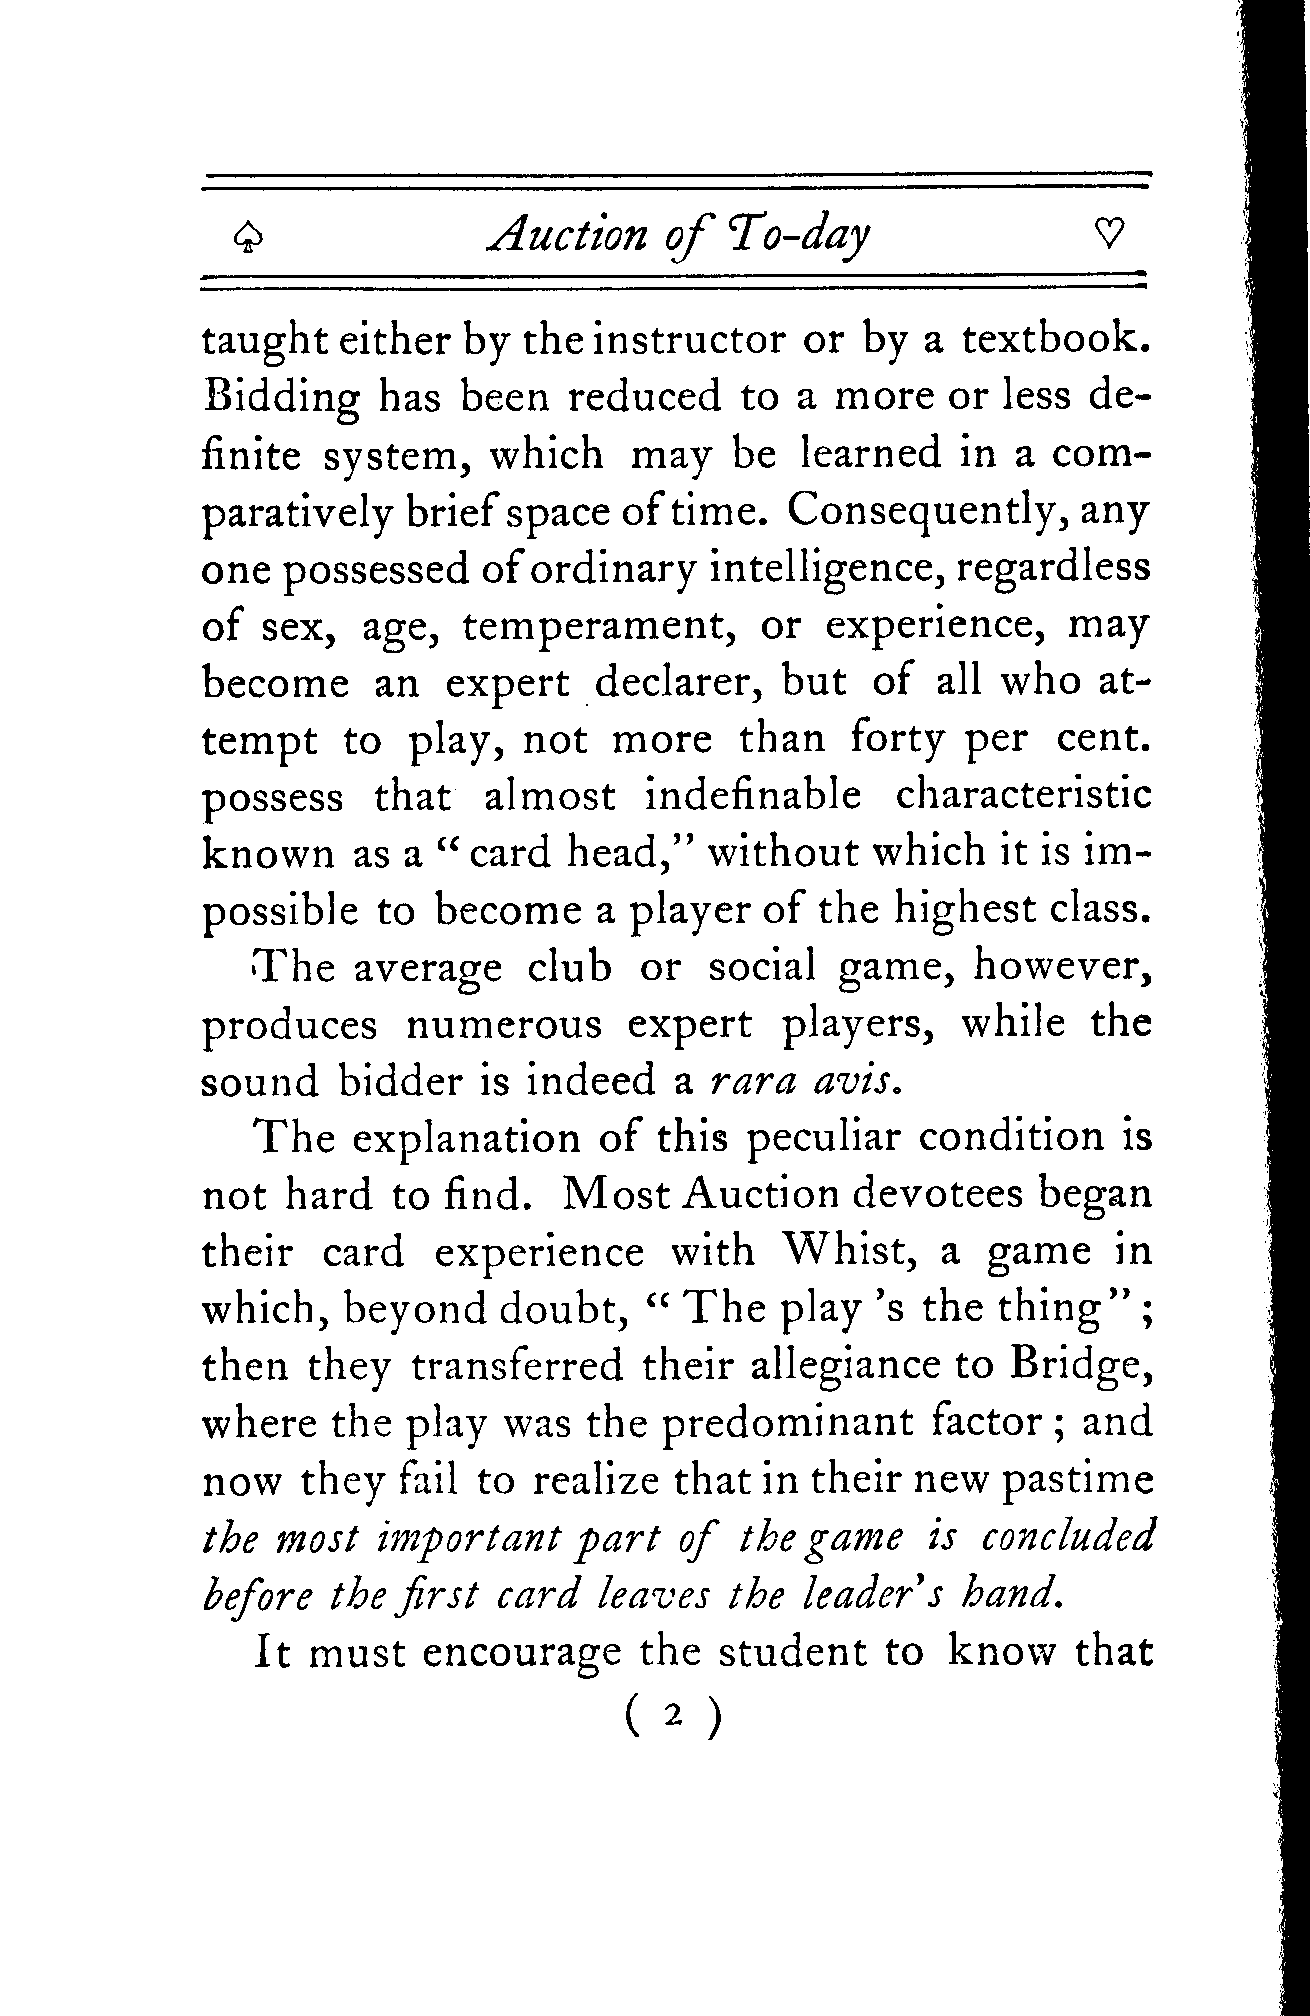 ♤ Auction of To-day ♡
taught either by the instructor or by a textbook.
Bidding has been reduced to a more or less de-
finite system, which may be learned in a com-
paratively brief space of time. Consequently, any
one possessed of ordinary intelligence, regardless
of sex, age, temperament, or experience, may
become an expert declarer, but of all who at-
tempt to play, not more than forty per cent.
possess that almost indefinable characteristic
known as a “ card head,” without which it is im-
possible to become a player of the highest class.
The average club or social game, however,
produces numerous expert players, while the
sound bidder is indeed a rara avis.
The explanation of this peculiar condition is
not hard to find. Most Auction devotees began
their card experience with Whist, a game in
which, beyond doubt, “ The play 's the thing” ;
then they transferred their allegiance to Bridge,
where the play was the predominant factor ; and
now they fail to realize that in their new pastime
the most important part of the game is concluded
before the first card leaves the leader's hand.
It must encourage the student to know that
( 2 )